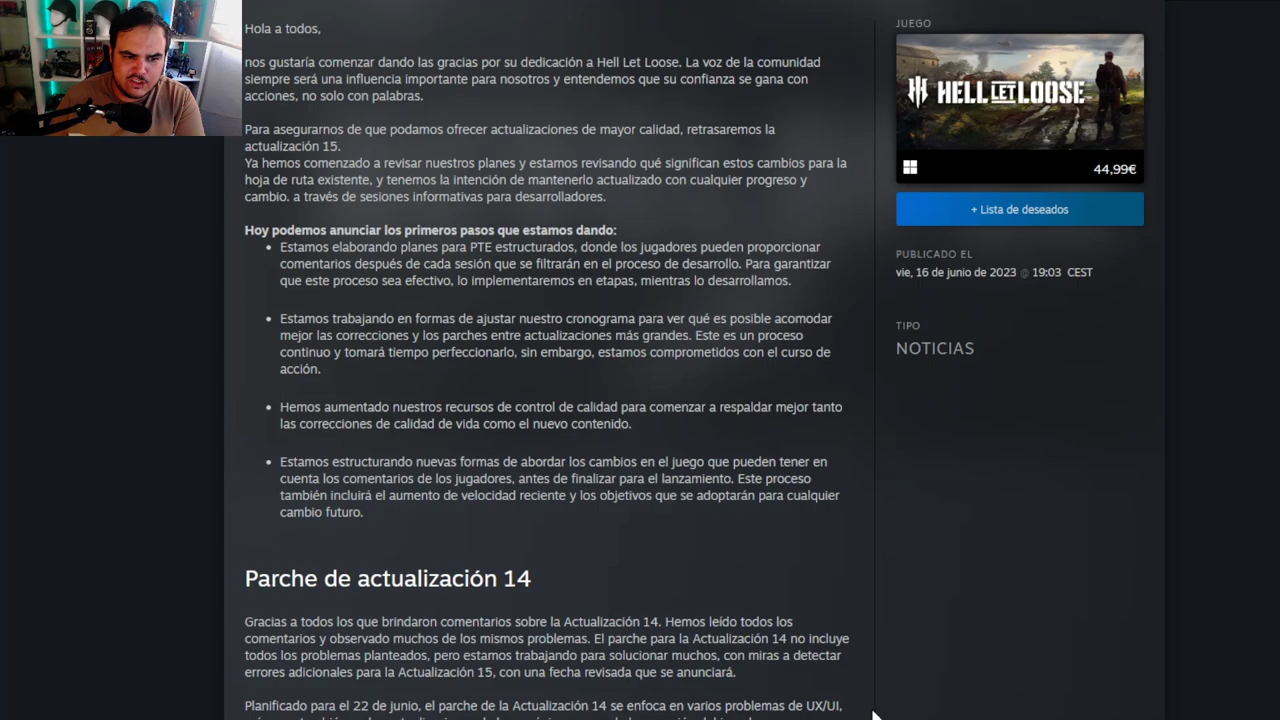 Hola a todos,
nos gustaría comenzar dando las gracias por su dedicación a Hell Let Loose. La voz de la comunidad
siempre será una influencia importante para nosotros y entendemos que su confianza se gana con
acciones, no solo con palabras.
Para asegurarnos de que podamos ofrecer actualizaciones de mayor calidad, retrasaremos la
actualización 15.
Ya hemos comenzado a revisar nuestros planes y estamos revisando qué significan estos cambios para la
hoja de ruta existente, y tenemos la intención de mantenerlo actualizado con cualquier progreso y
cambio. a través de sesiones informativas para desarrolladores.
Hoy podemos anunciar los primeros pasos que estamos dando:
• Estamos elaborando planes para PTE estructurados, donde los jugadores pueden proporcionar
comentarios después de cada sesión que se filtrarán en el proceso de desarrollo. Para garantizar
que este proceso sea efectivo, lo implementaremos en etapas, mientras lo desarrollamos.
• Estamos trabajando en formas de ajustar nuestro cronograma para ver qué es posible acomodar
mejor las correcciones y los parches entre actualizaciones más grandes. Este es un proceso
continuo y tomará tiempo perfeccionarlo, sin embargo, estamos comprometidos con el curso de
acción.
• Hemos aumentado nuestros recursos de control de calidad para comenzar a respaldar mejor tanto
las correcciones de calidad de vida como el nuevo contenido.
• Estamos estructurando nuevas formas de abordar los cambios en el juego que pueden tener en
cuenta los comentarios de los jugadores, antes de finalizar para el lanzamiento. Este proceso
también incluirá el aumento de velocidad reciente y los objetivos que se adoptarán para cualquier
cambio futuro.
Parche de actualización 14
Gracias a todos los que brindaron comentarios sobre la Actualización 14. Hemos leído todos los
comentarios y observado muchos de los mismos problemas. El parche para la Actualización 14 no incluye
todos los problemas planteados, pero estamos trabajando para solucionar muchos, con miras a detectar
errores adicionales para la Actualización 15, con una fecha revisada que se anunciará.
Planificado para el 22 de junio, el parche de la Actualización 14 se enfoca en varios problemas de UX/UI,
JUEGO
HELL LET LOOSE
44,99€
+ Lista de deseados
PUBLICADO EL
vie, 16 de junio de 2023 @ 19:03 CEST
TIPO
NOTICIAS